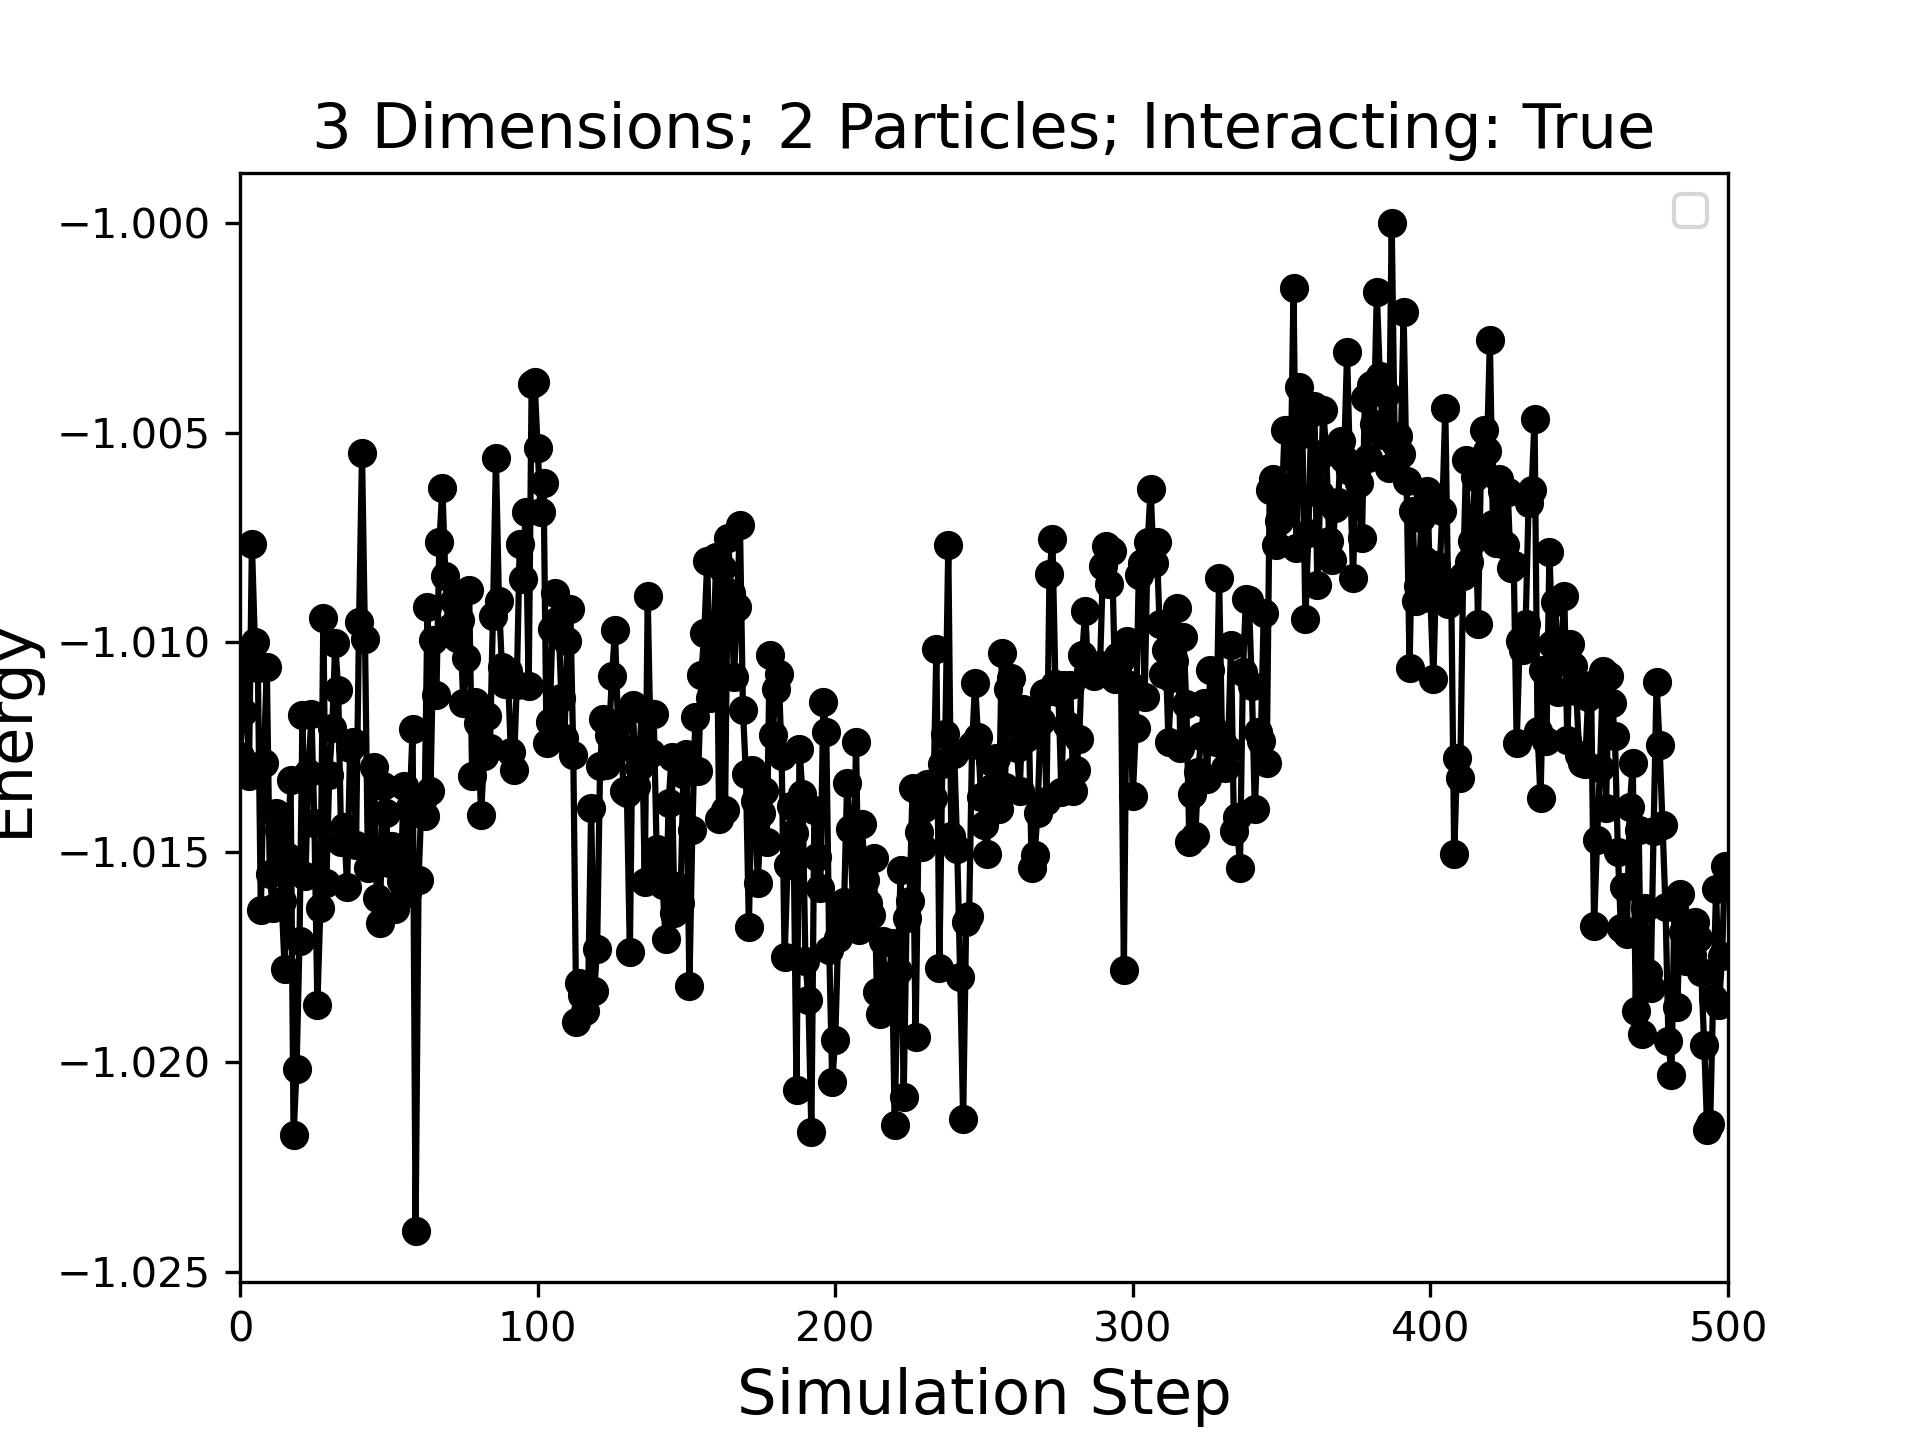 3 Dimensions; 2 Particles; Interacting: True
−1.000
−1.005
−1.010
−1.015
−1.020
−1.025
Energy
0 100 200 300 400 500
Simulation Step